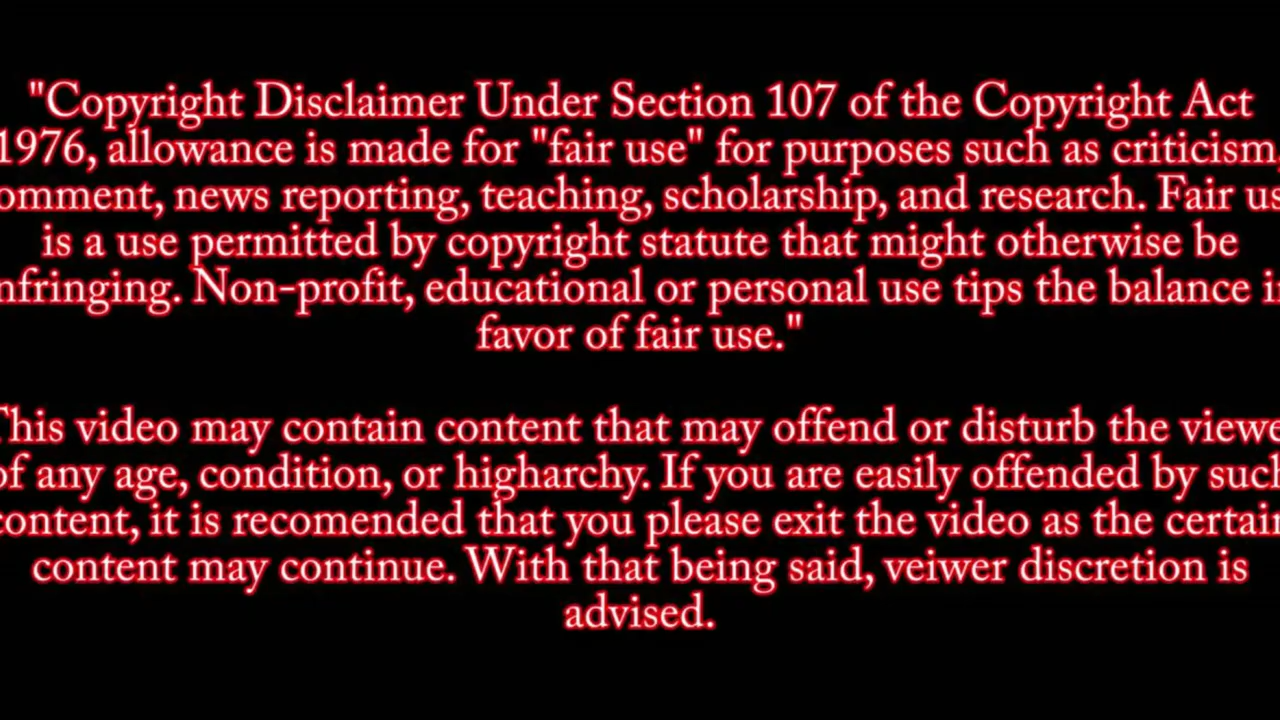 "Copyright Disclaimer Under Section 107 of the Copyright Act
1976, allowance is made for "fair use" for purposes such as criticism,
omment, news reporting, teaching, scholarship, and research. Fair us
is a use permitted by copyright statute that might otherwise be
nfringing. Non-profit, educational or personal use tips the balance in
favor of fair use."
This video may contain content that may offend or disturb the viewe
of any age, condition, or higharchy. If you are easily offended by such
content, it is recomended that you please exit the video as the certain
content may continue. With that being said, veiwer discretion is
advised.